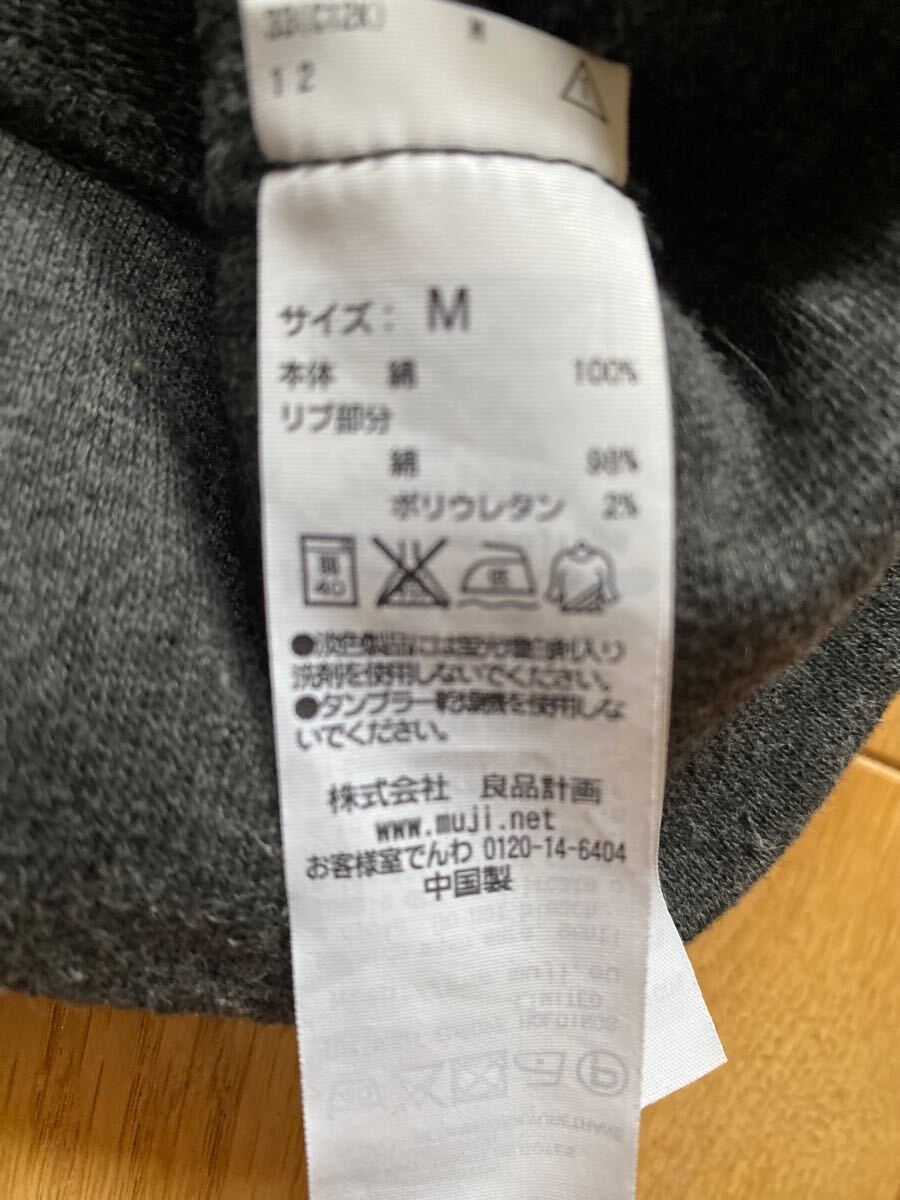 12
サイズ: M
本体 綿 100%
リブ部分
綿 98%
ポリウレタン 2%
40
●淡色製品には蛍光増白剤入り
洗剤を使用しないでください。
●タンブラー乾燥機を使用しな
いでください。
株式会社 良品計画
www.muji.net
お客様室でんわ 0120-14-6404
中国製